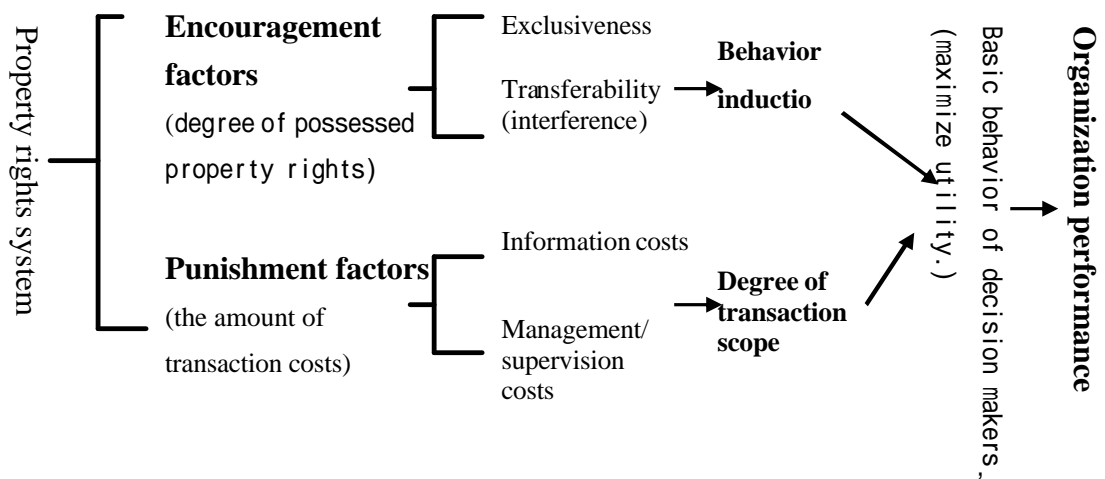 Property rights system
Encouragement
factors
(degree of possessed
property rights)
Exclusiveness
Transferability
(interference)
Behavior
inductio
Punishment factors
(the amount of
transaction costs)
Information costs
Management/
supervision
costs
Degree of
transaction
scope
Basic behavior of decision makers,
(maximize utility.)
Organization performance